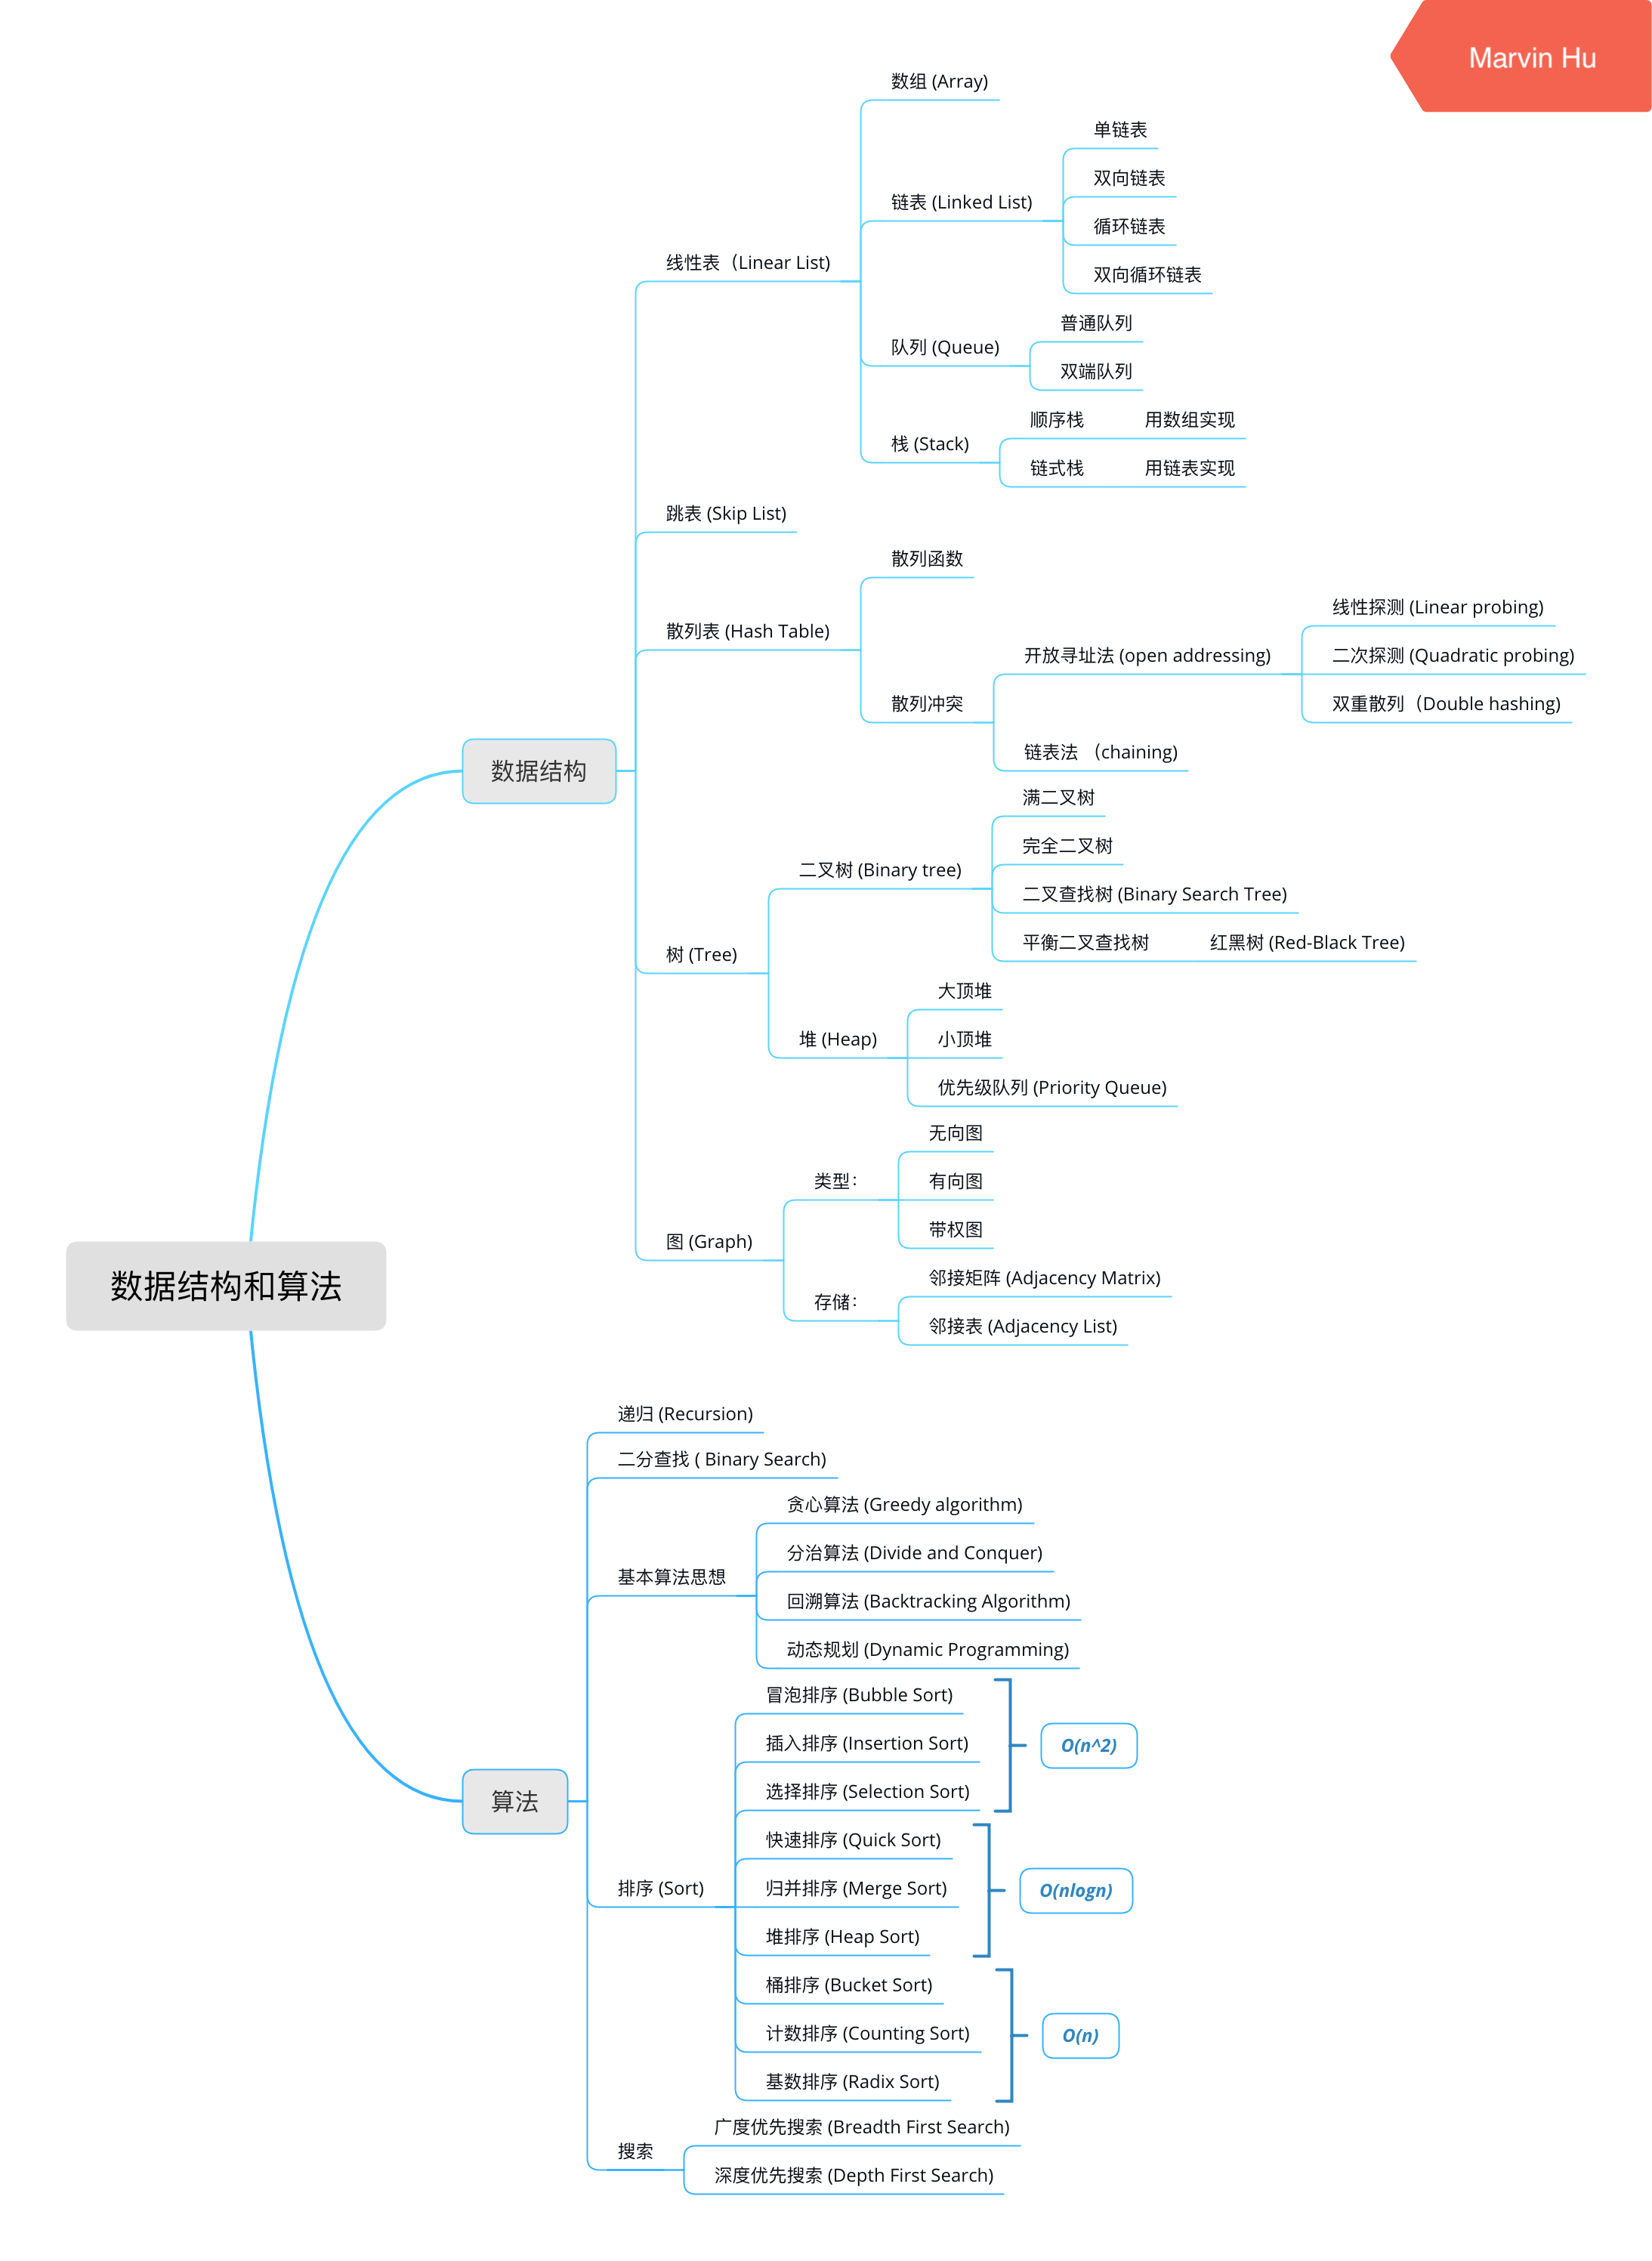 Marvin Hu
数据结构和算法
数据结构
线性表（Linear List)
数组 (Array)
链表 (Linked List)
单链表
双向链表
循环链表
双向循环链表
队列 (Queue)
普通队列
双端队列
栈 (Stack)
顺序栈 用数组实现
链式栈 用链表实现
跳表 (Skip List)
散列表 (Hash Table)
散列函数
散列冲突
开放寻址法 (open addressing)
线性探测 (Linear probing)
二次探测 (Quadratic probing)
双重散列（Double hashing)
链表法 （chaining)
树 (Tree)
二叉树 (Binary tree)
满二叉树
完全二叉树
二叉查找树 (Binary Search Tree)
平衡二叉查找树 红黑树 (Red-Black Tree)
堆 (Heap)
大顶堆
小顶堆
优先级队列 (Priority Queue)
图 (Graph)
类型：
无向图
有向图
带权图
存储：
邻接矩阵 (Adjacency Matrix)
邻接表 (Adjacency List)
算法
递归 (Recursion)
二分查找 ( Binary Search)
基本算法思想
贪心算法 (Greedy algorithm)
分治算法 (Divide and Conquer)
回溯算法 (Backtracking Algorithm)
动态规划 (Dynamic Programming)
排序 (Sort)
冒泡排序 (Bubble Sort)
插入排序 (Insertion Sort)
选择排序 (Selection Sort)
O(n^2)
快速排序 (Quick Sort)
归并排序 (Merge Sort)
堆排序 (Heap Sort)
O(nlogn)
桶排序 (Bucket Sort)
计数排序 (Counting Sort)
基数排序 (Radix Sort)
O(n)
搜索
广度优先搜索 (Breadth First Search)
深度优先搜索 (Depth First Search)